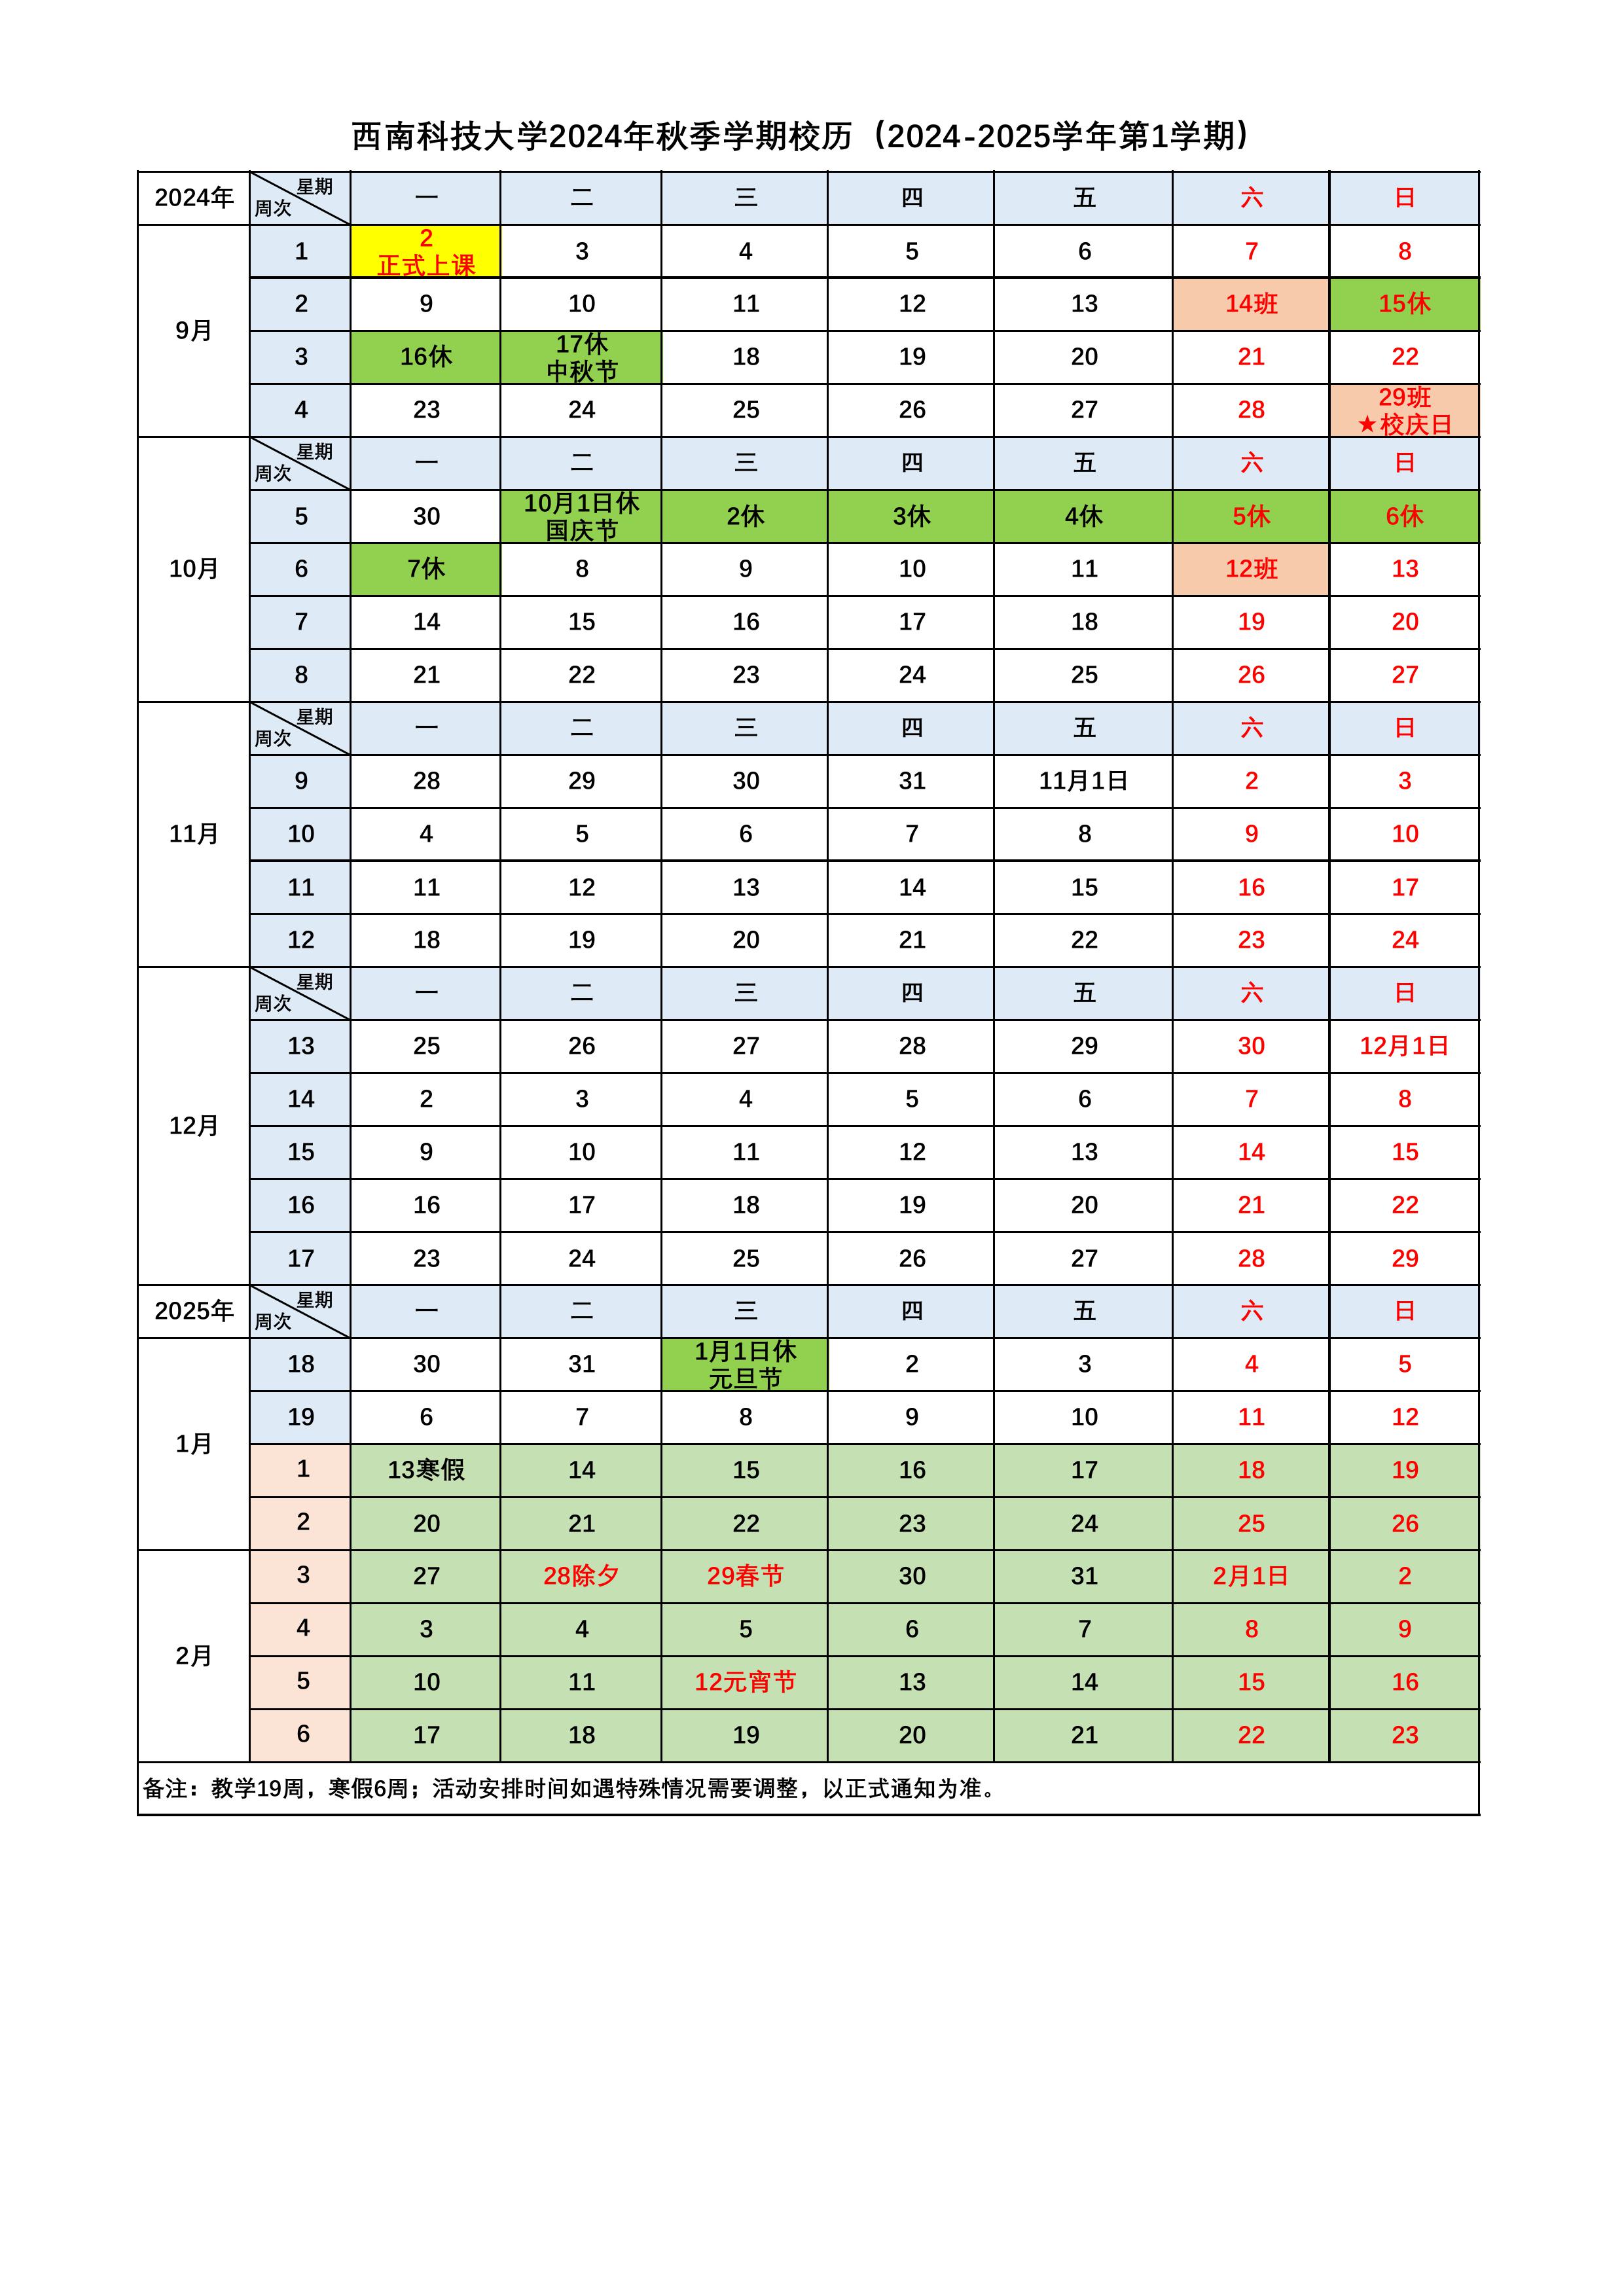 西南科技大学2024年秋季学期校历（2024-2025学年第1学期）
2024年 星期 周次 一 二 三 四 五 六 日
9月
1 2 正式上课 3 4 5 6 7 8
2 9 10 11 12 13 14班 15休
3 16休 17休 中秋节 18 19 20 21 22
4 23 24 25 26 27 28 29班 ★校庆日
10月
星期 周次 一 二 三 四 五 六 日
5 30 10月1日休 国庆节 2休 3休 4休 5休 6休
6 7休 8 9 10 11 12班 13
7 14 15 16 17 18 19 20
8 21 22 23 24 25 26 27
11月
星期 周次 一 二 三 四 五 六 日
9 28 29 30 31 11月1日 2 3
10 4 5 6 7 8 9 10
11 11 12 13 14 15 16 17
12 18 19 20 21 22 23 24
12月
星期 周次 一 二 三 四 五 六 日
13 25 26 27 28 29 30 12月1日
14 2 3 4 5 6 7 8
15 9 10 11 12 13 14 15
16 16 17 18 19 20 21 22
17 23 24 25 26 27 28 29
2025年 星期 周次 一 二 三 四 五 六 日
1月
18 30 31 1月1日休 元旦节 2 3 4 5
19 6 7 8 9 10 11 12
1 13寒假 14 15 16 17 18 19
2 20 21 22 23 24 25 26
2月
3 27 28除夕 29春节 30 31 2月1日 2
4 3 4 5 6 7 8 9
5 10 11 12元宵节 13 14 15 16
6 17 18 19 20 21 22 23
备注：教学19周，寒假6周；活动安排时间如遇特殊情况需要调整，以正式通知为准。